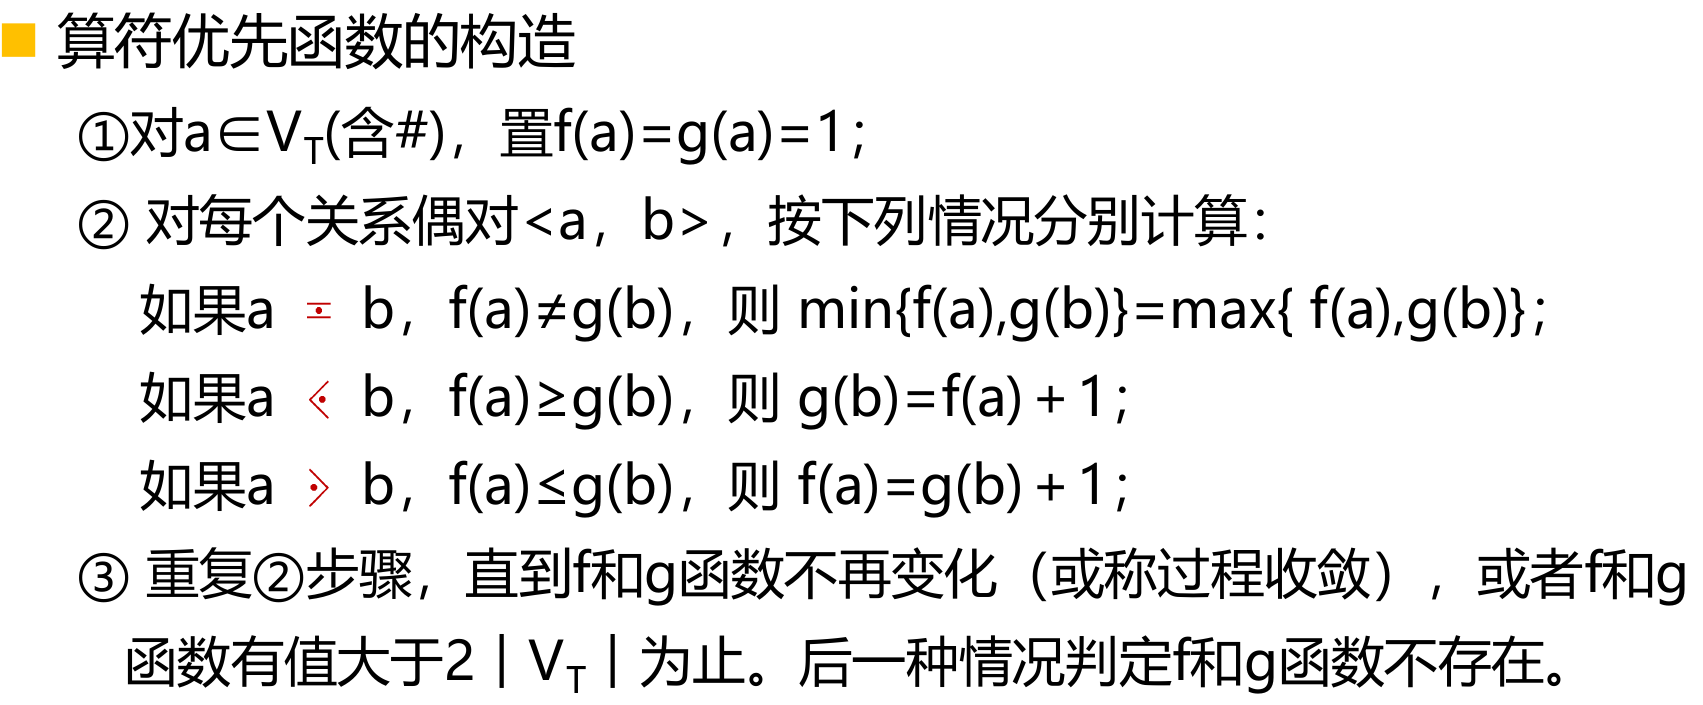 算符优先函数的构造
①对a∈V_T(含#)，置f(a)=g(a)=1；
② 对每个关系偶对<a，b>，按下列情况分别计算：
如果a ≐ b，f(a)≠g(b)，则 min{f(a),g(b)}=max{ f(a),g(b)}；
如果a ⋖ b，f(a)≥g(b)，则 g(b)=f(a)+1；
如果a ⋗ b，f(a)≤g(b)，则 f(a)=g(b)+1；
③ 重复②步骤，直到f和g函数不再变化（或称过程收敛），或者f和g
函数有值大于2｜V_T｜为止。后一种情况判定f和g函数不存在。